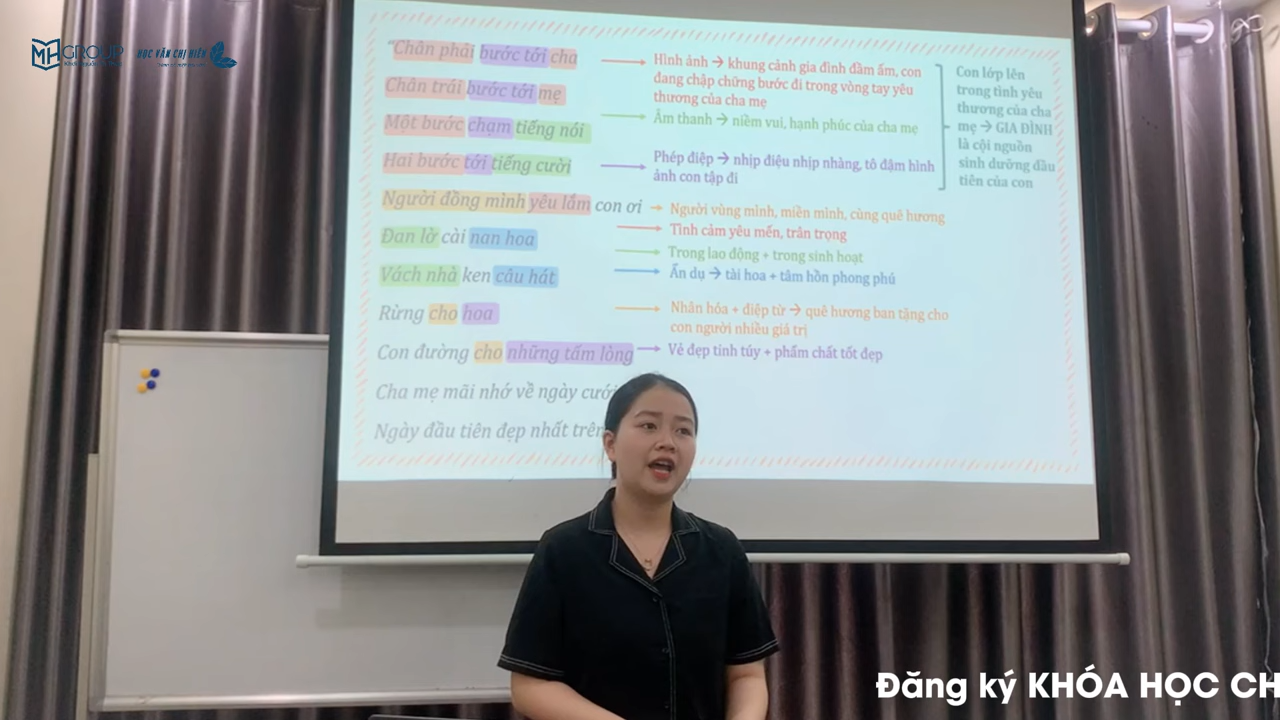 MH GROUP
HỌC VĂN CHỊ HIÊN
"Chân phải bước tới cha
Chân trái bước tới mẹ
Một bước chạm tiếng nói
Hai bước tới tiếng cười
Người đồng mình yêu lắm con ơi
Đan lờ cài nan hoa
Vách nhà ken câu hát
Rừng cho hoa
Con đường cho những tấm lòng
Cha mẹ mãi nhớ về ngày cưới
Ngày đầu tiên đẹp nhất trên
Hình ảnh → khung cảnh gia đình đầm ấm, con
đang chập chững bước đi trong vòng tay yêu
thương của cha mẹ
Âm thanh → niềm vui, hạnh phúc của cha mẹ
Phép điệp → nhịp điệu nhịp nhàng, tô đậm hình
ảnh con tập đi
Người vùng mình, miền mình, cùng quê hương
Tình cảm yêu mến, trân trọng
Trong lao động + trong sinh hoạt
Ẩn dụ → tài hoa + tâm hồn phong phú
Nhân hóa + điệp từ → quê hương ban tặng cho
con người nhiều giá trị
Vẻ đẹp tinh túy + phẩm chất tốt đẹp
Con lớp lên
trong tình yêu
thương của cha
mẹ → GIA ĐÌNH
là cội nguồn
sinh dưỡng đầu
tiên của con
Đăng ký KHÓA HỌC CH